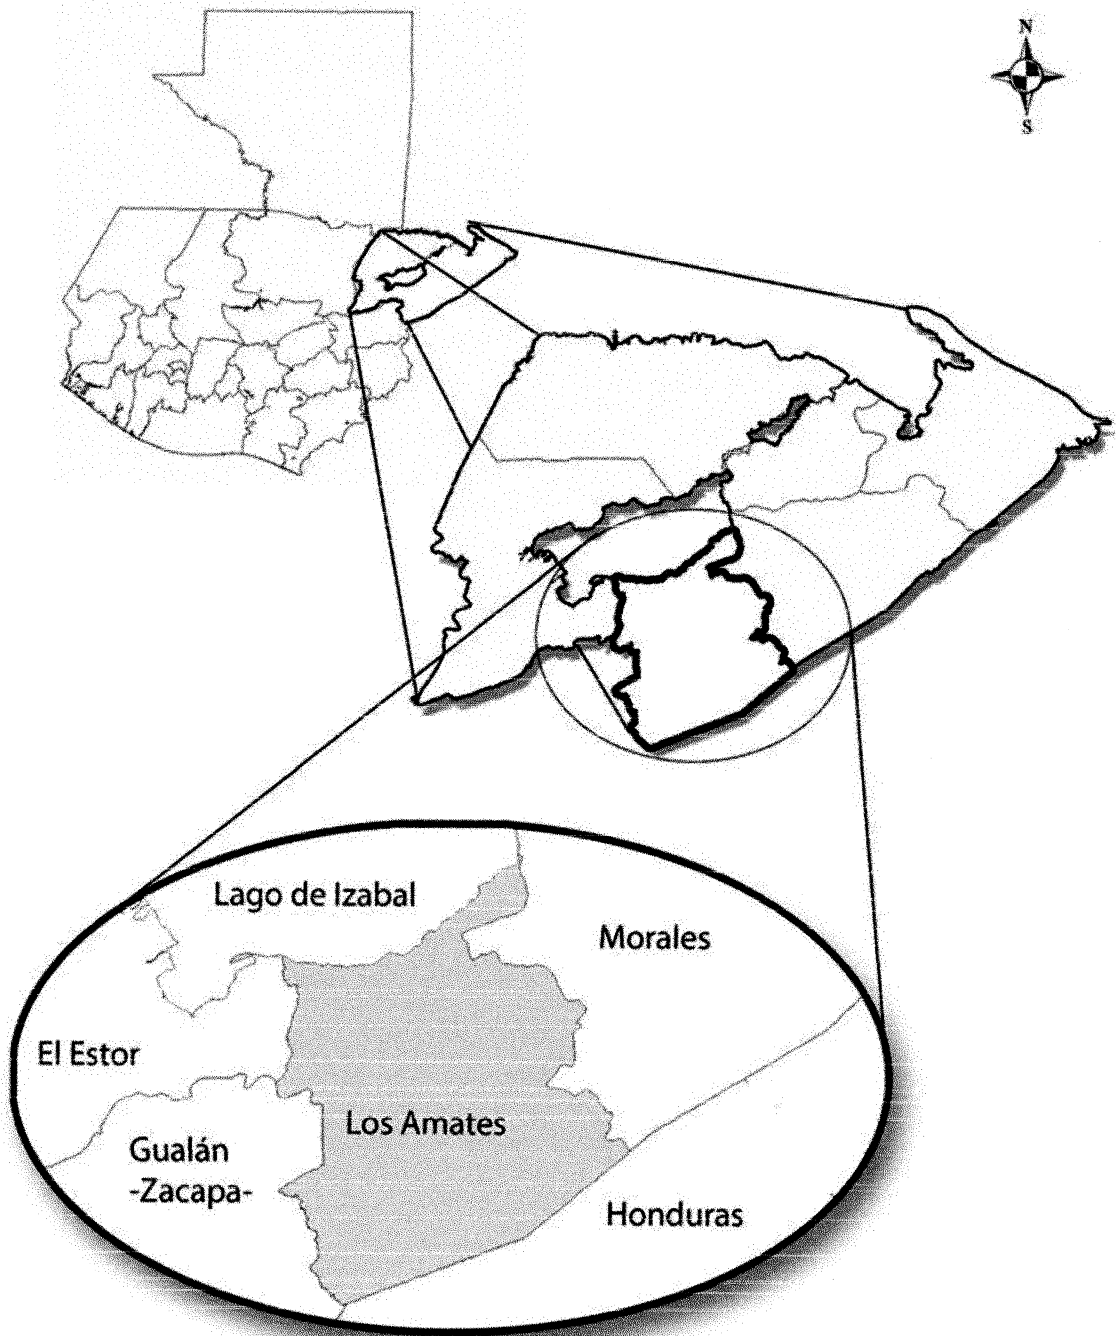 N
S
Lago de Izabal
Morales
El Estor
Los Amates
Gualán
-Zacapa-
Honduras